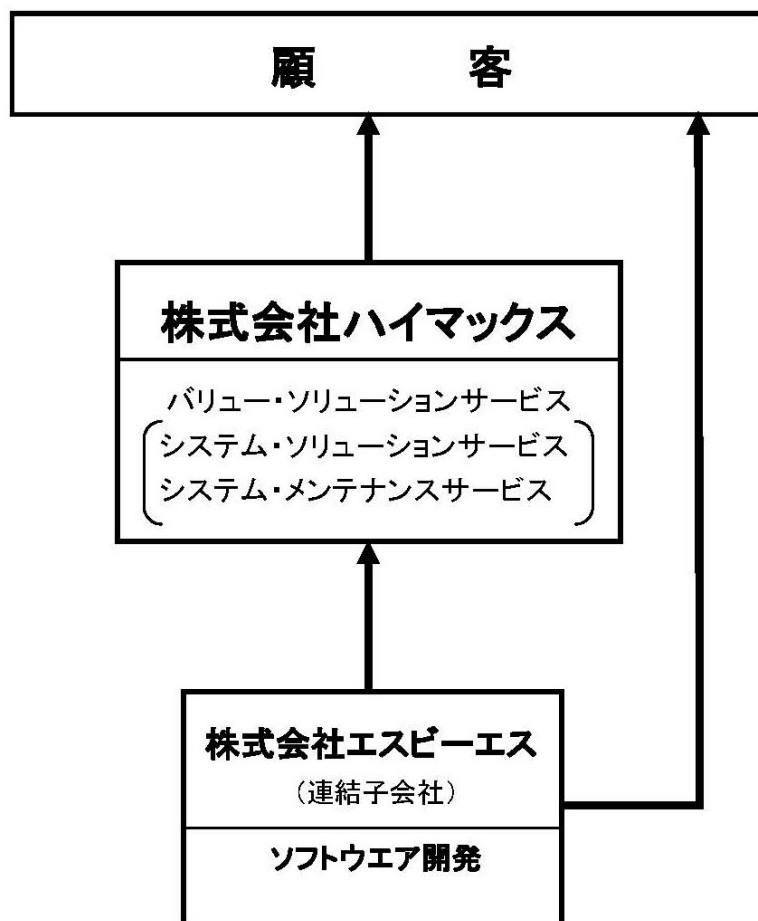 顧　客
株式会社ハイマックス
バリュー・ソリューションサービス
システム・ソリューションサービス
システム・メンテナンスサービス
株式会社エスビーエス
（連結子会社）
ソフトウエア開発